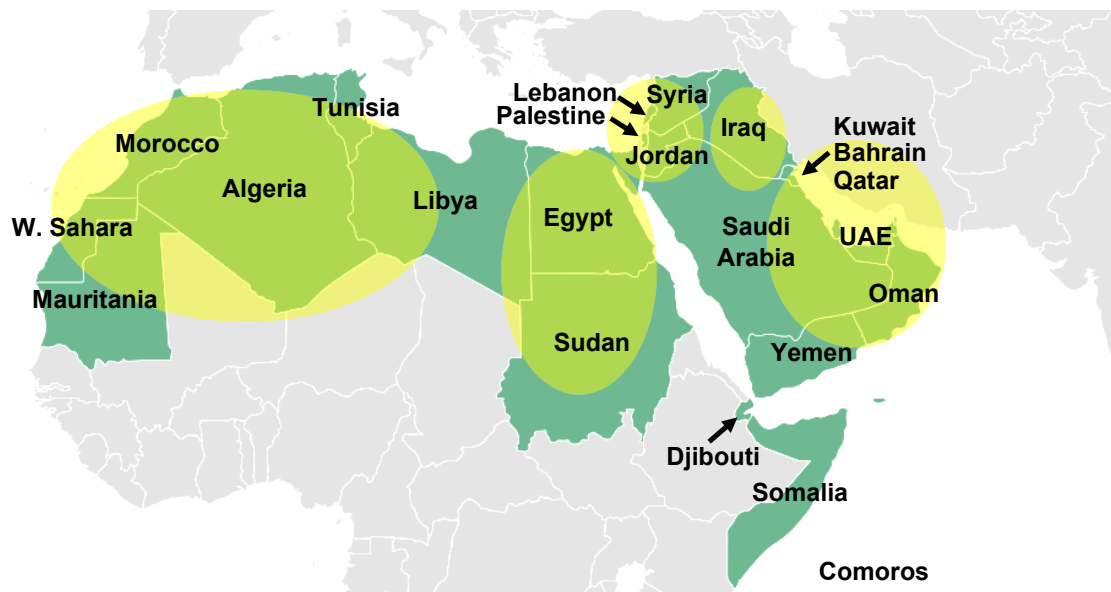 Tunisia
Morocco
Algeria
Libya
W. Sahara
Mauritania
Egypt
Sudan
Lebanon
Palestine
Syria
Jordan
Iraq
Kuwait
Bahrain
Qatar
Saudi
Arabia
UAE
Oman
Yemen
Djibouti
Somalia
Comoros